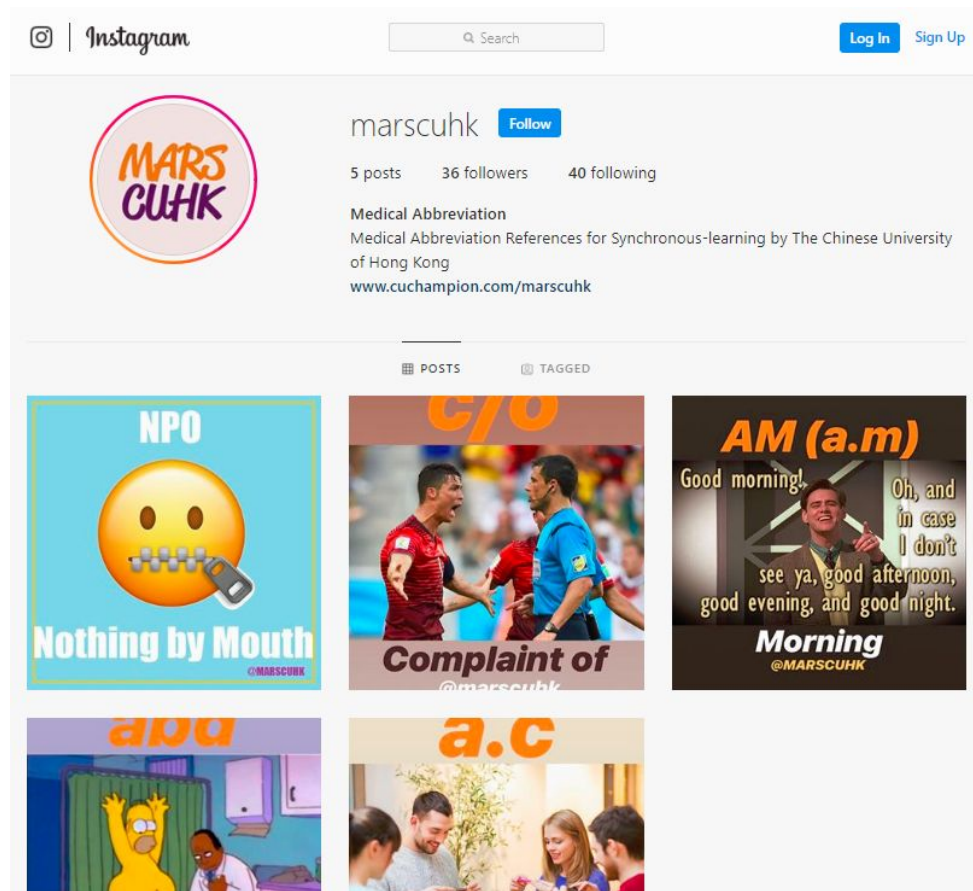 Instagram
Search
Log In
Sign Up
MARS
CUHK
marscuhk
Follow
5 posts
36 followers
40 following
Medical Abbreviation
Medical Abbreviation References for Synchronous-learning by The Chinese University
of Hong Kong
www.cuchampion.com/marscuhk
POSTS
TAGGED
NPO
Nothing by Mouth
@MARSCUHK
c/o
Complaint of
@marscuhk
AM (a.m)
Good morning!
Oh, and
in case
I don't
see ya, good afternoon,
good evening, and good night.
Morning
@MARSCUHK
abd
a.c